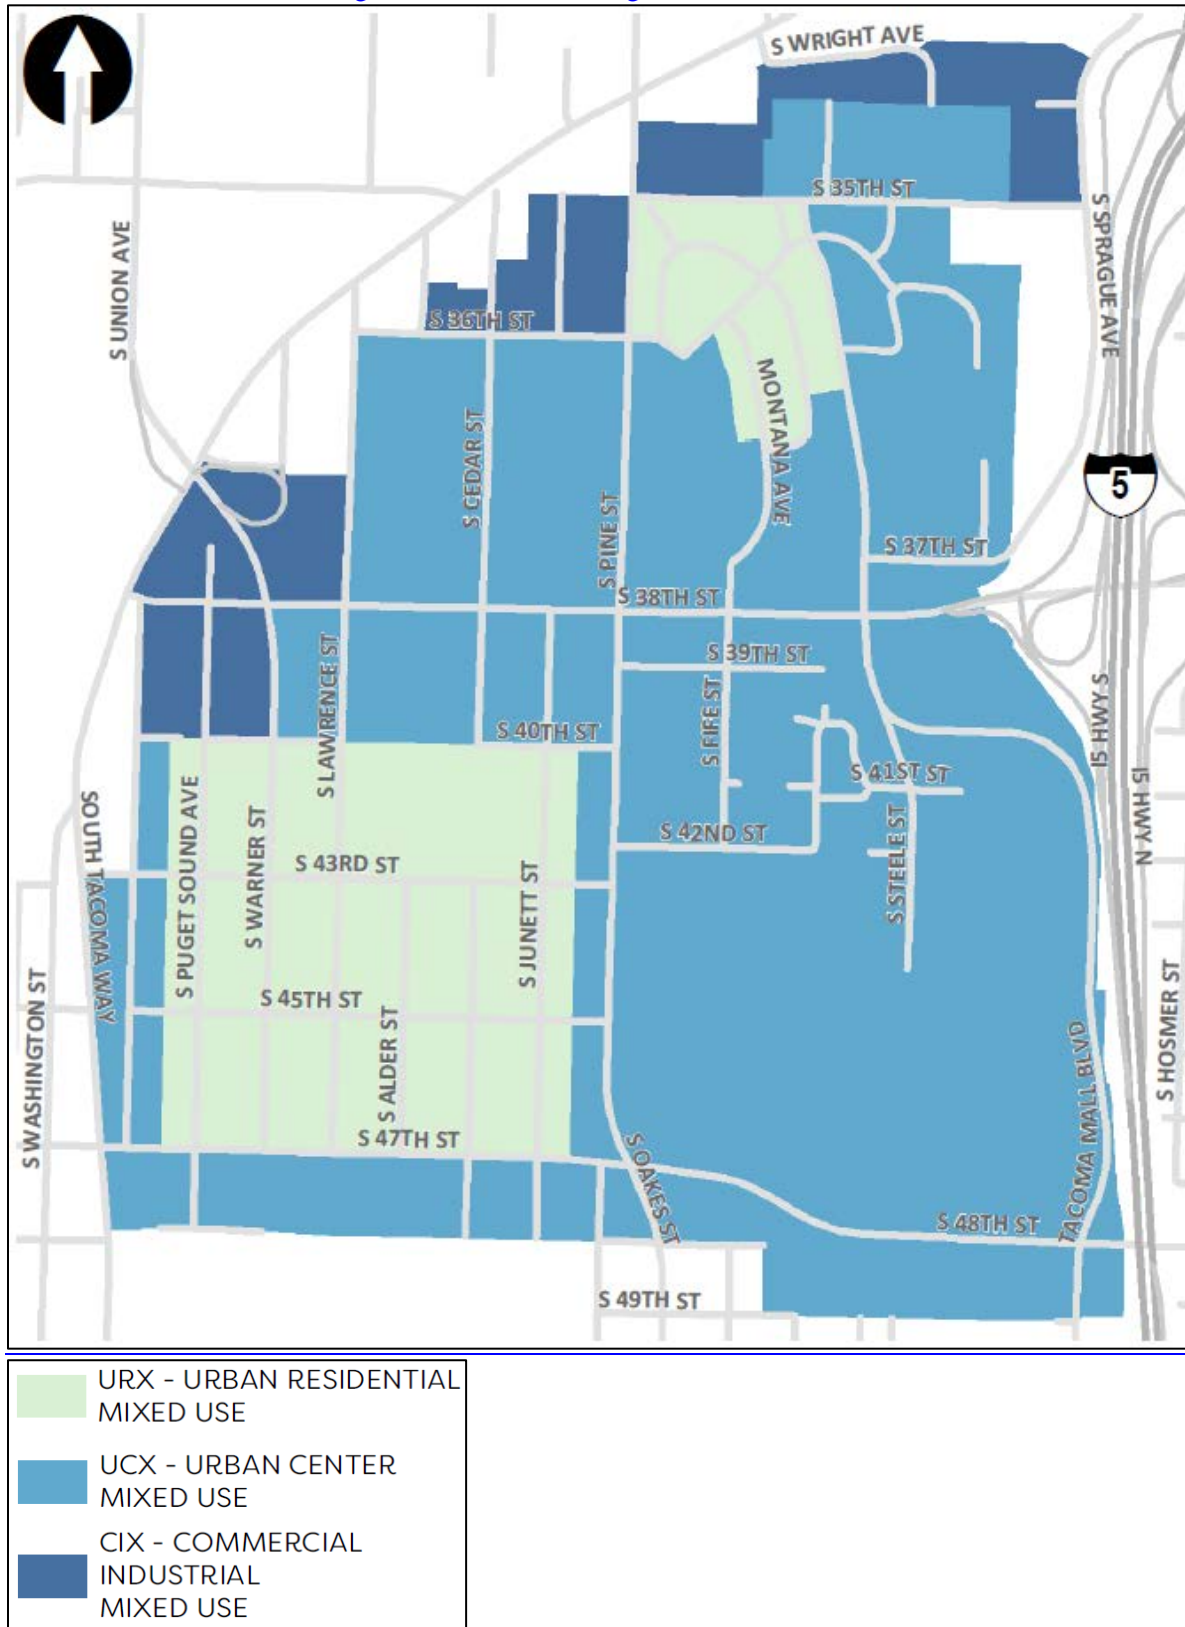 S WRIGHT AVE
S 35TH ST
S UNION AVE
S SPRAGUE AVE
S 36TH ST
MONTANA AVE
S CEDAR ST
5
S PINE ST
S 37TH ST
S 38TH ST
S LAWRENCE ST
S 39TH ST
S FIFE ST
I5 HWY S
S 40TH ST
S 41ST ST
I5 HWY N
SOUTH TACOMA WAY
S PUGET SOUND AVE
S WARNER ST
S 42ND ST
S STEELE ST
S 43RD ST
S JUNETT ST
S WASHINGTON ST
S 45TH ST
S ALDER ST
S HOSMER ST
TACOMA MALL BLVD
S 47TH ST
S OAKES ST
S 48TH ST
S 49TH ST
URX - URBAN RESIDENTIAL
MIXED USE
UCX - URBAN CENTER
MIXED USE
CIX - COMMERCIAL
INDUSTRIAL
MIXED USE